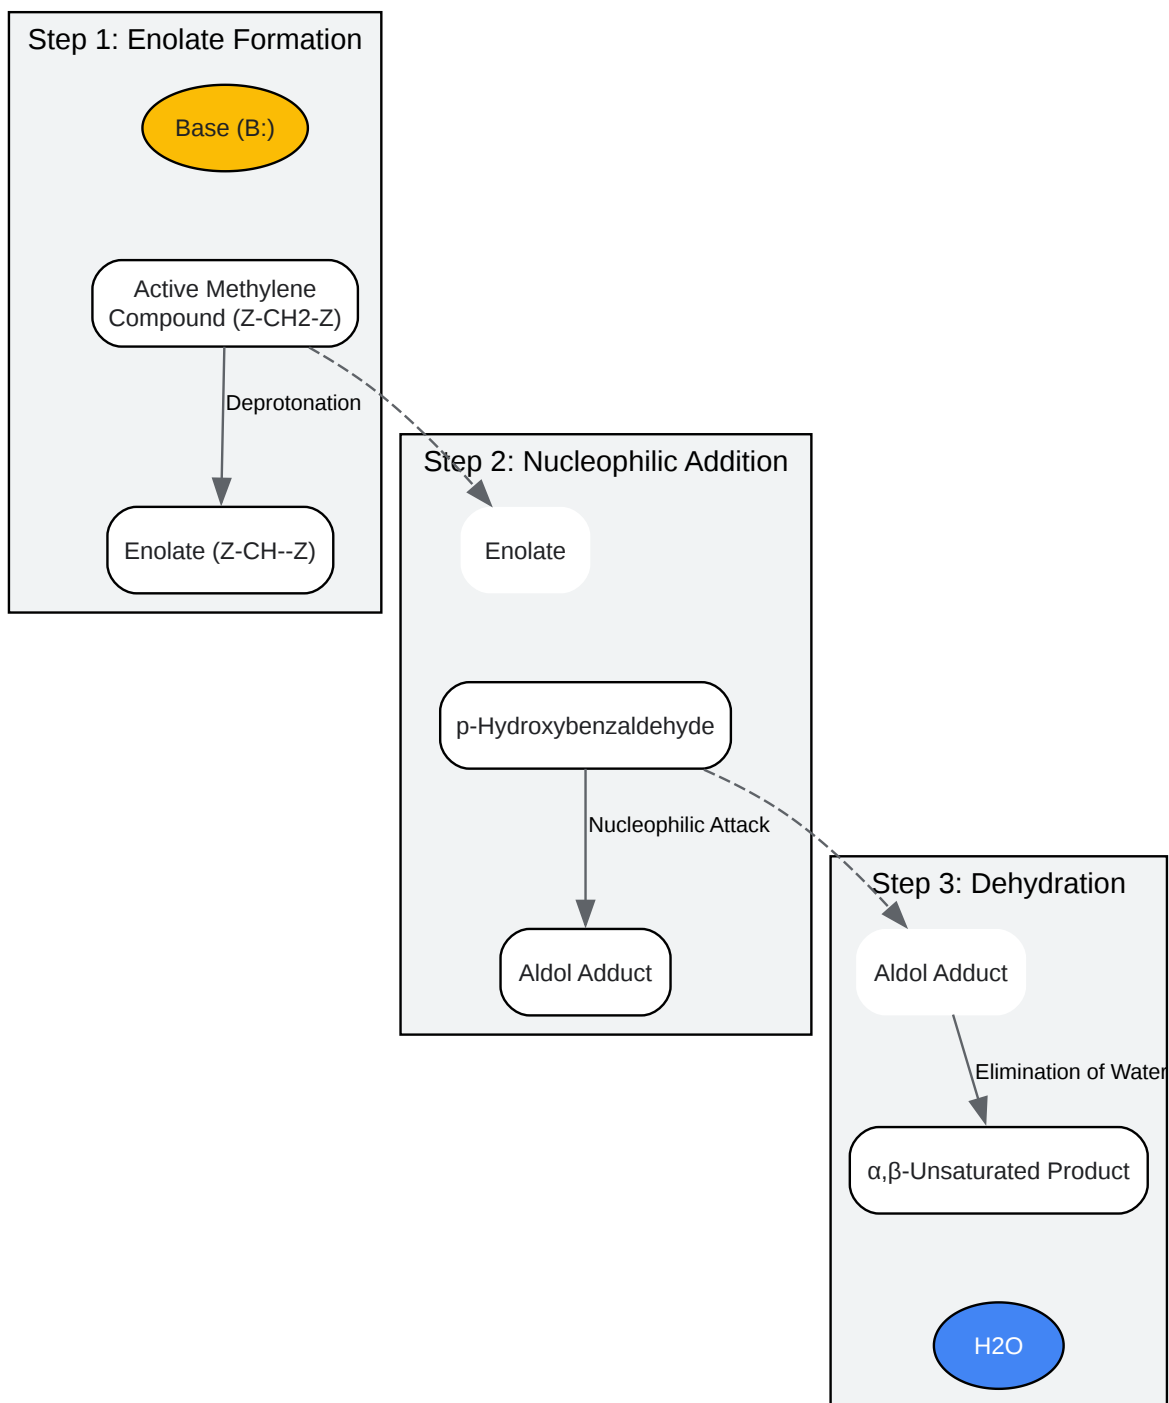 Step 1: Enolate Formation
Base (B:)
Active Methylene
Compound (Z-CH2-Z)
Deprotonation
Enolate (Z-CH--Z)
Step 2: Nucleophilic Addition
Enolate
p-Hydroxybenzaldehyde
Nucleophilic Attack
Aldol Adduct
Step 3: Dehydration
Aldol Adduct
Elimination of Water
α,β-Unsaturated Product
H2O